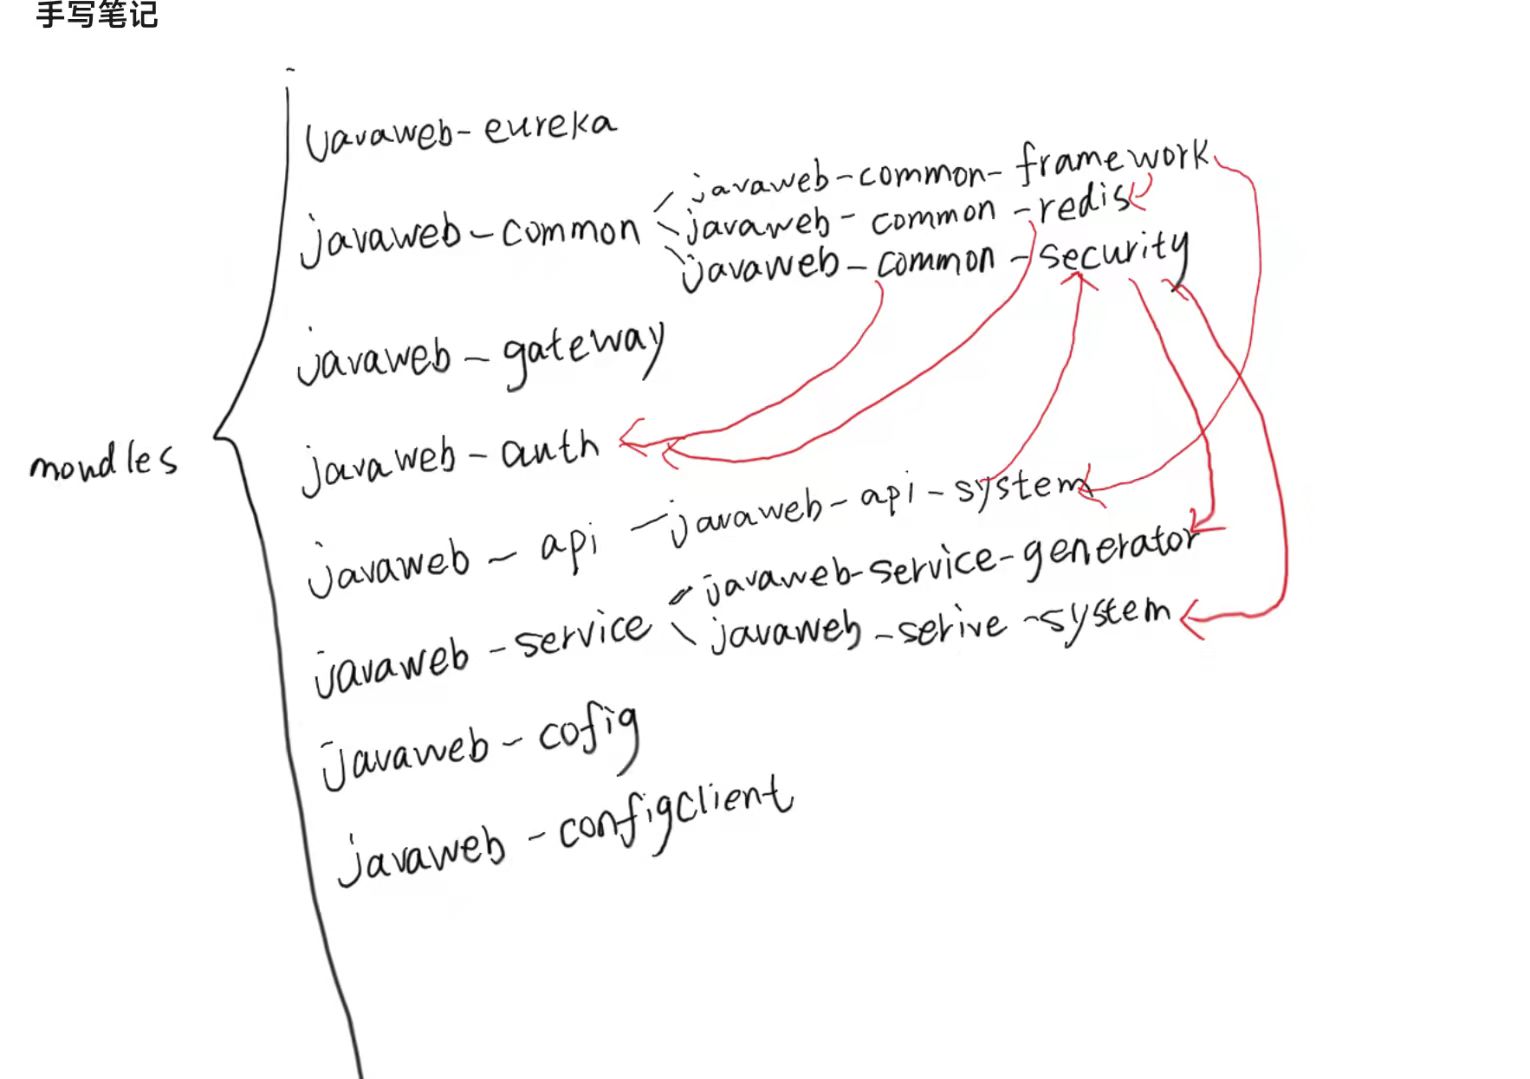 手写笔记
javaweb-eureka
javaweb-common-framework
javaweb-common
javaweb-common-redis
javaweb-common-security
javaweb-gateway
javaweb-auth
mondles
javaweb-api
javaweb-api-system
javaweb-service
javaweb-service-generator
javaweb-serive-system
javaweb-cofig
javaweb-configclient